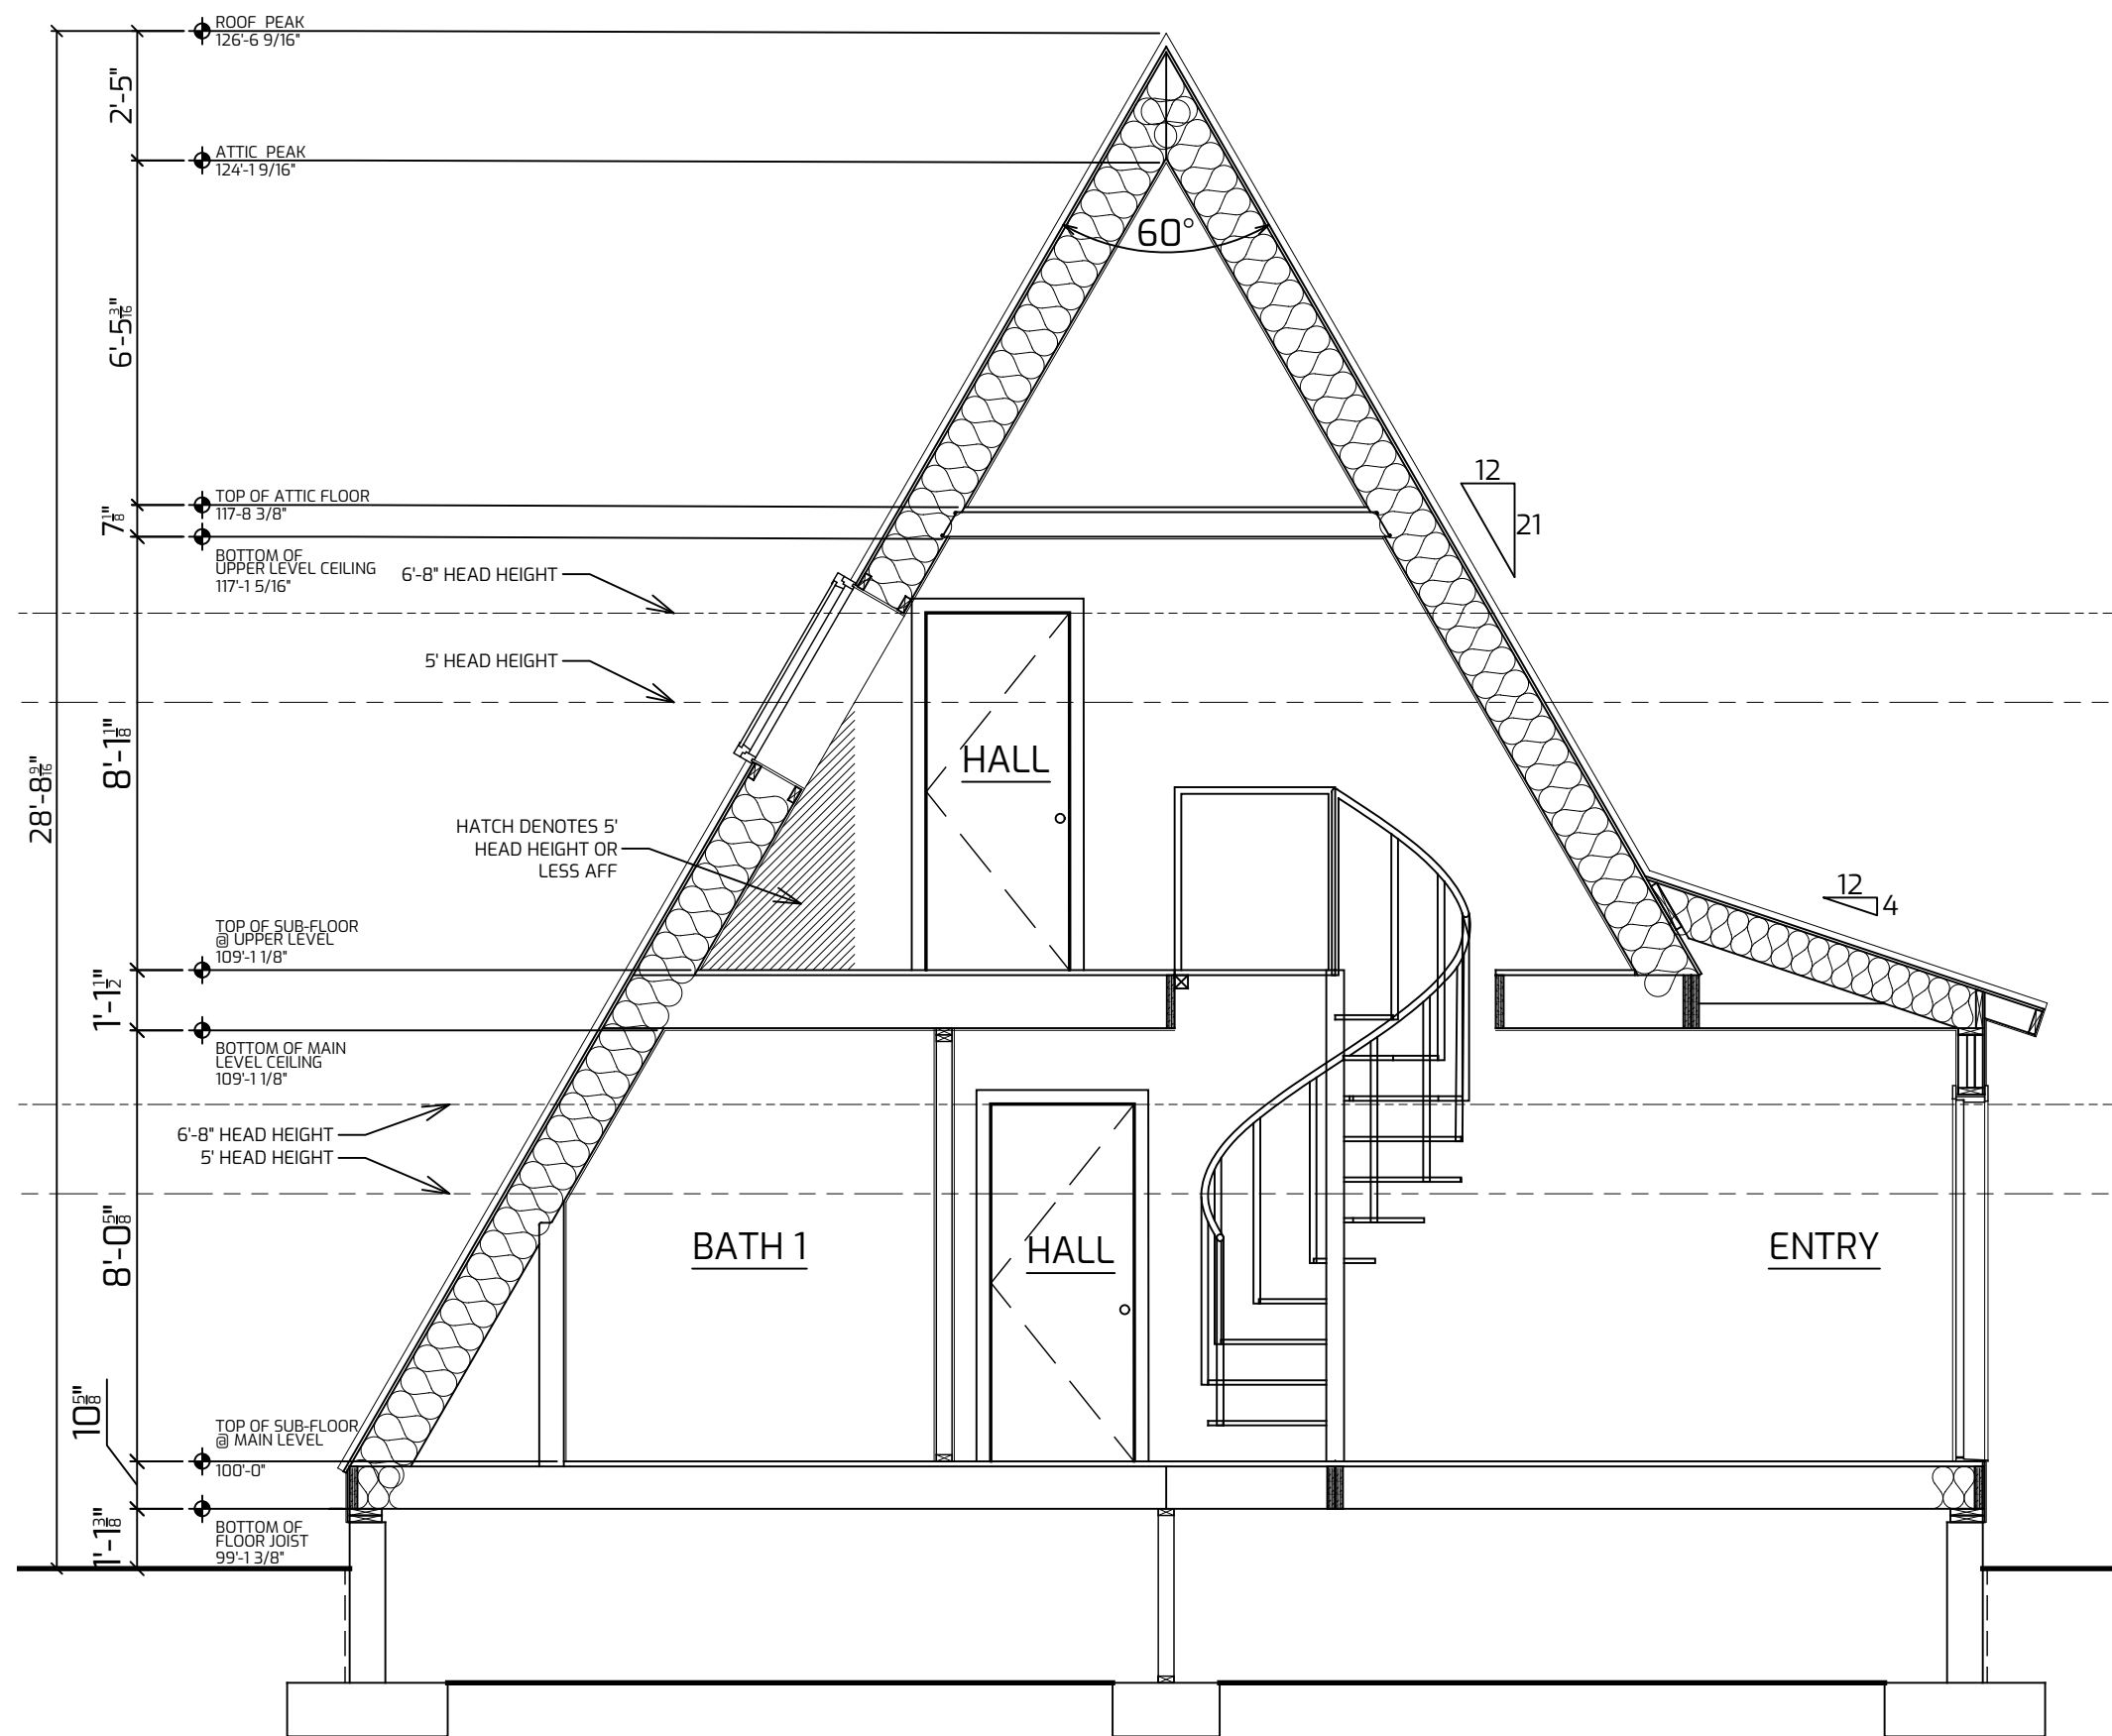 ROOF PEAK
126'-6 9/16"
2'-5"
ATTIC PEAK
124'-1 9/16"
60°
6'-5 3/16"
12
21
TOP OF ATTIC FLOOR
117-8 3/8"
7 1/8"
BOTTOM OF
UPPER LEVEL CEILING
117'-1 5/16"
6'-8" HEAD HEIGHT
5' HEAD HEIGHT
8'-1 1/8"
28'-8 9/16"
HALL
HATCH DENOTES 5'
HEAD HEIGHT OR
LESS AFF
12
4
TOP OF SUB-FLOOR
@ UPPER LEVEL
109'-1 1/8"
1'-1 1/2"
BOTTOM OF MAIN
LEVEL CEILING
109'-1 1/8"
6'-8" HEAD HEIGHT
5' HEAD HEIGHT
8'-0 5/8"
BATH 1
HALL
ENTRY
10 5/8"
TOP OF SUB-FLOOR
@ MAIN LEVEL
100'-0"
1'-1 3/8"
BOTTOM OF
FLOOR JOIST
99'-1 3/8"